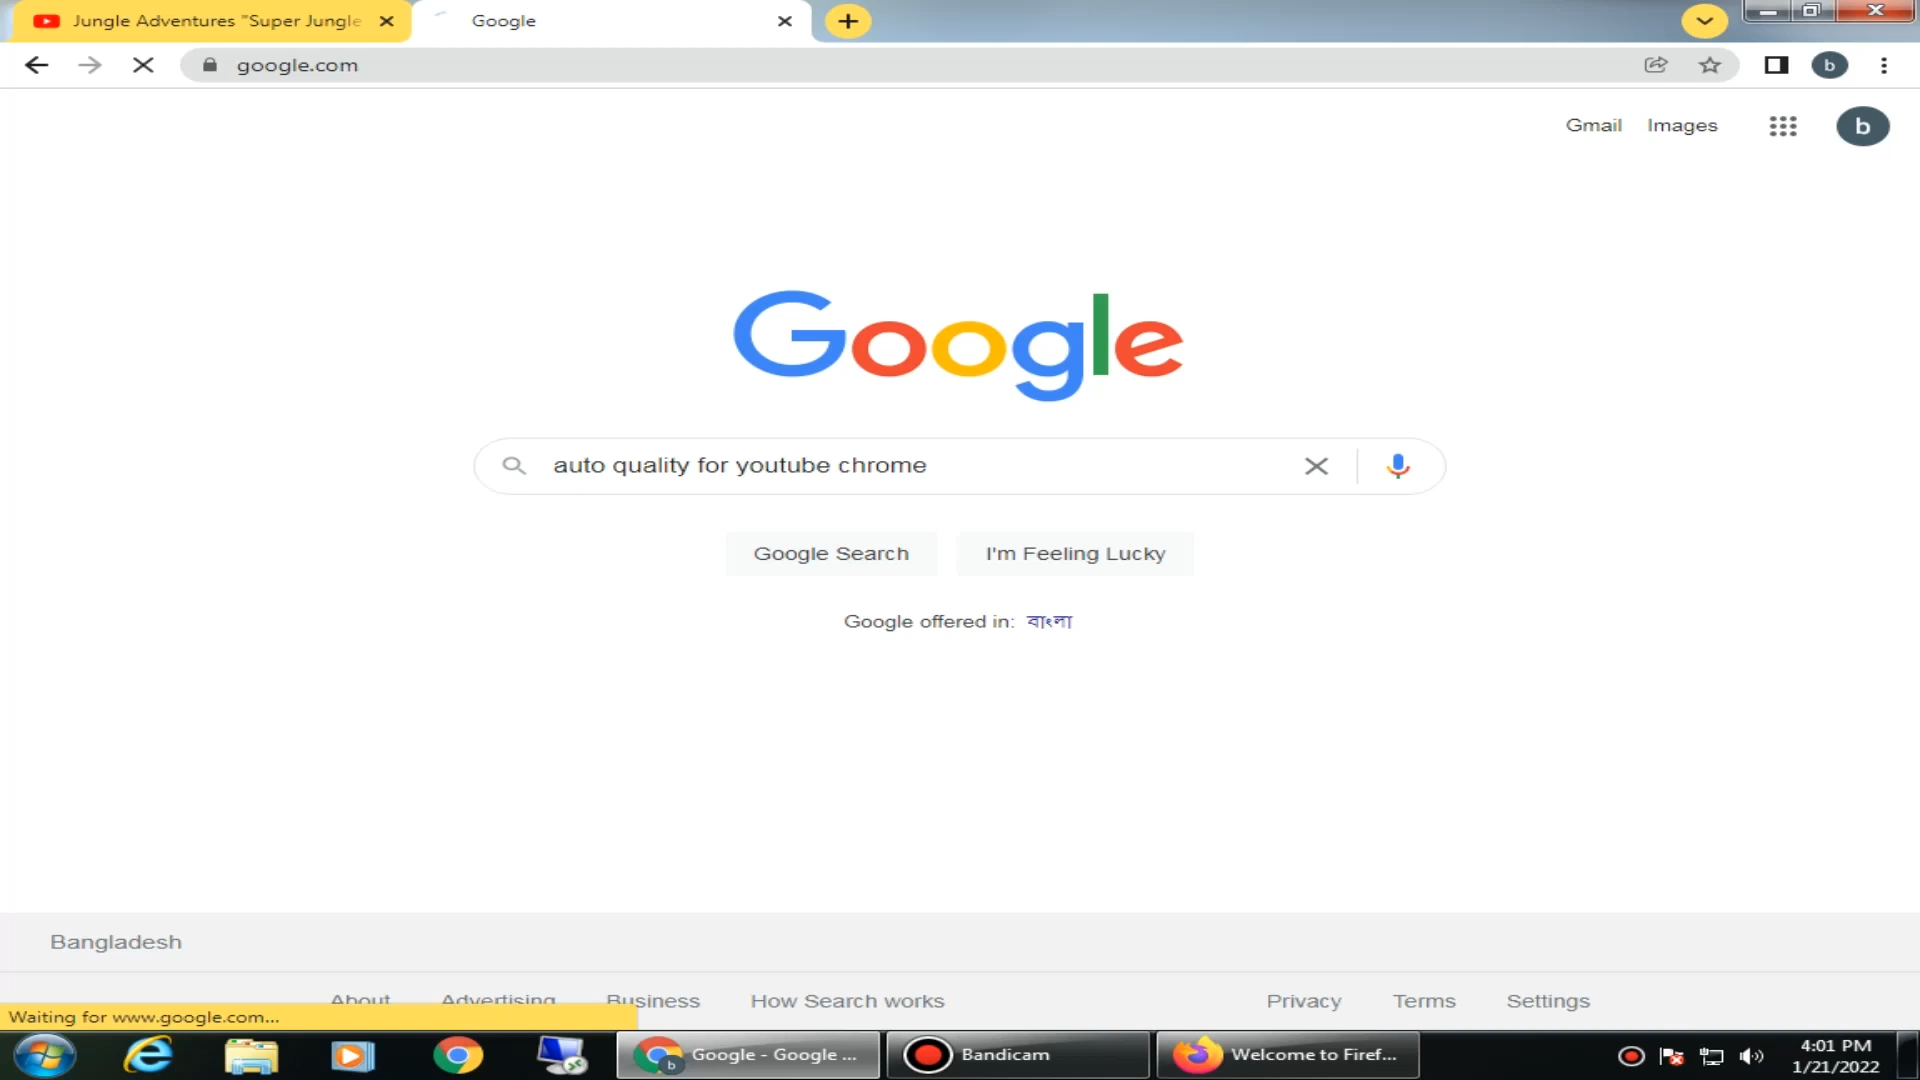 Jungle Adventures "Super Jungle
Google
google.com
b
Gmail Images
b
Google
auto quality for youtube chrome
Google Search I'm Feeling Lucky
Google offered in: বাংলা
Bangladesh
About Advertising Business How Search works Privacy Terms Settings
Waiting for www.google.com...
b Google - Google ... Bandicam Welcome to Firef...
4:01 PM
1/21/2022